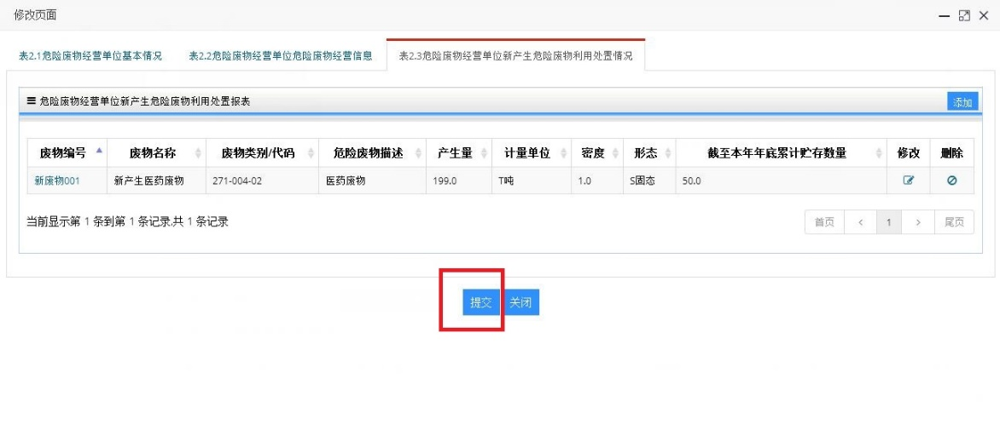 修改页面
表2.1危险废物经营单位基本情况 表2.2危险废物经营单位危险废物经营信息 表2.3危险废物经营单位新产生危险废物利用处置情况
危险废物经营单位新产生危险废物利用处置报表 添加
废物编号 废物名称 废物类别/代码 危险废物描述 产生量 计量单位 密度 形态 截至本年年底累计贮存数量 修改 删除
新废物001 新产生医药废物 271-004-02 医药废物 199.0 T吨 1.0 S固态 50.0
当前显示第 1 条到第 1 条记录.共 1 条记录 首页 < 1 > 尾页
提交 关闭